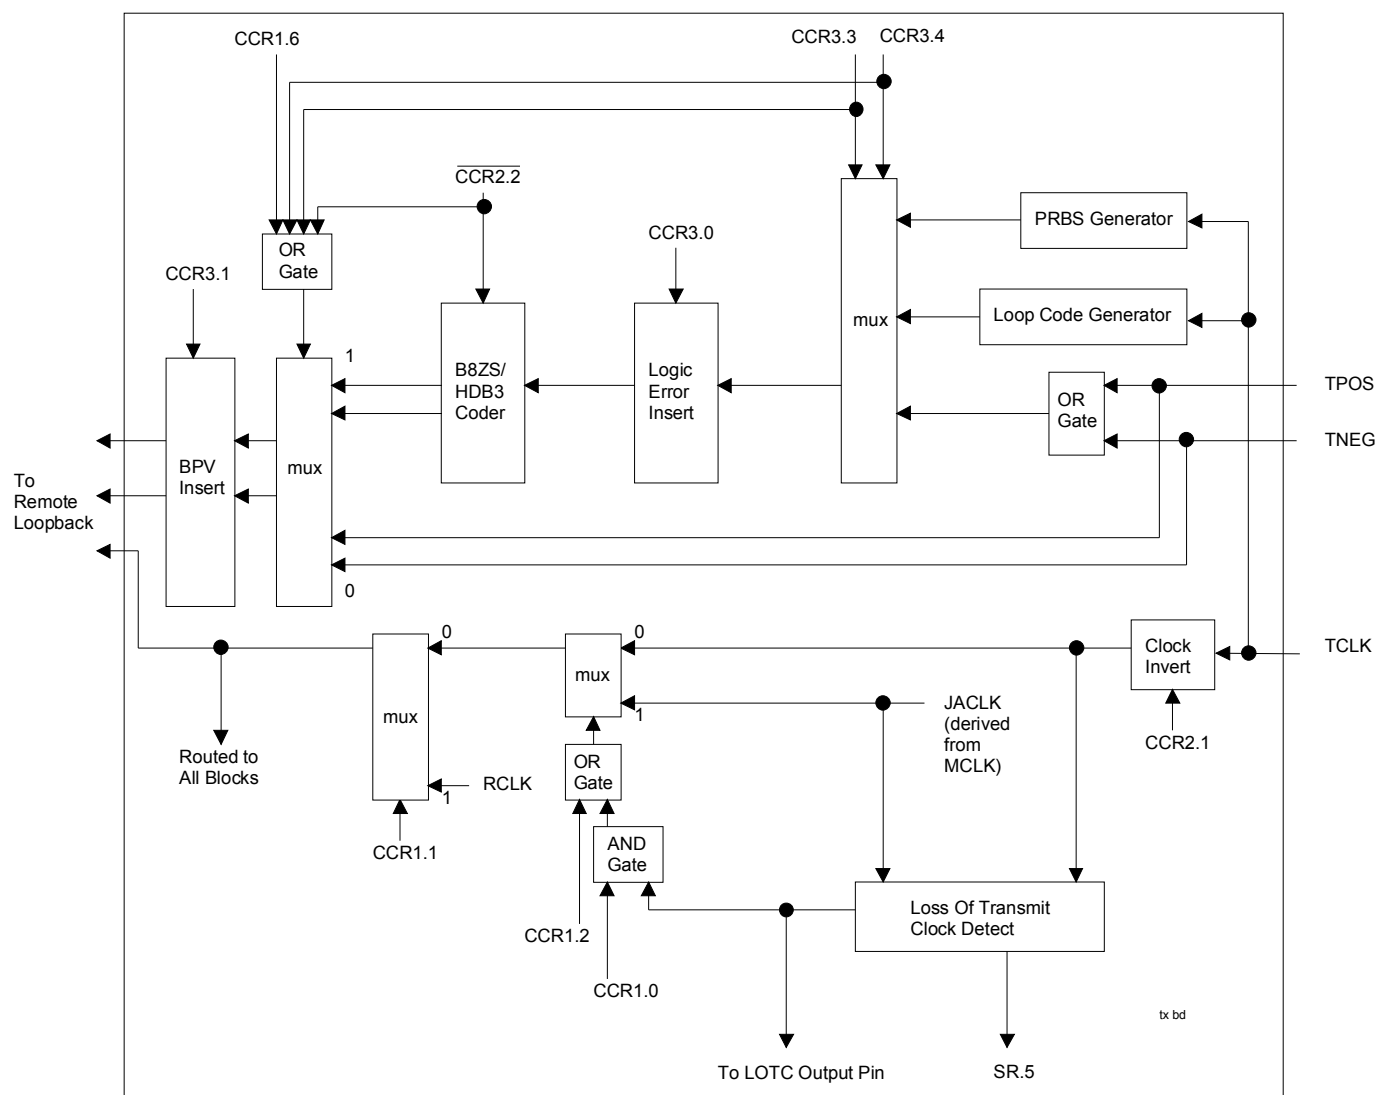 CCR1.6
CCR3.3
CCR3.4
CCR2.2
PRBS Generator
OR
Gate
CCR3.0
CCR3.1
Loop Code Generator
mux
1
B8ZS/
HDB3
Coder
Logic
Error
Insert
OR
Gate
TPOS
TNEG
BPV
Insert
mux
To
Remote
Loopback
0
0
mux
0
Clock
Invert
TCLK
mux
1
JACLK
(derived
from
MCLK)
CCR2.1
Routed to
All Blocks
OR
Gate
RCLK
1
CCR1.1
AND
Gate
Loss Of Transmit
Clock Detect
CCR1.2
CCR1.0
tx bd
To LOTC Output Pin
SR.5